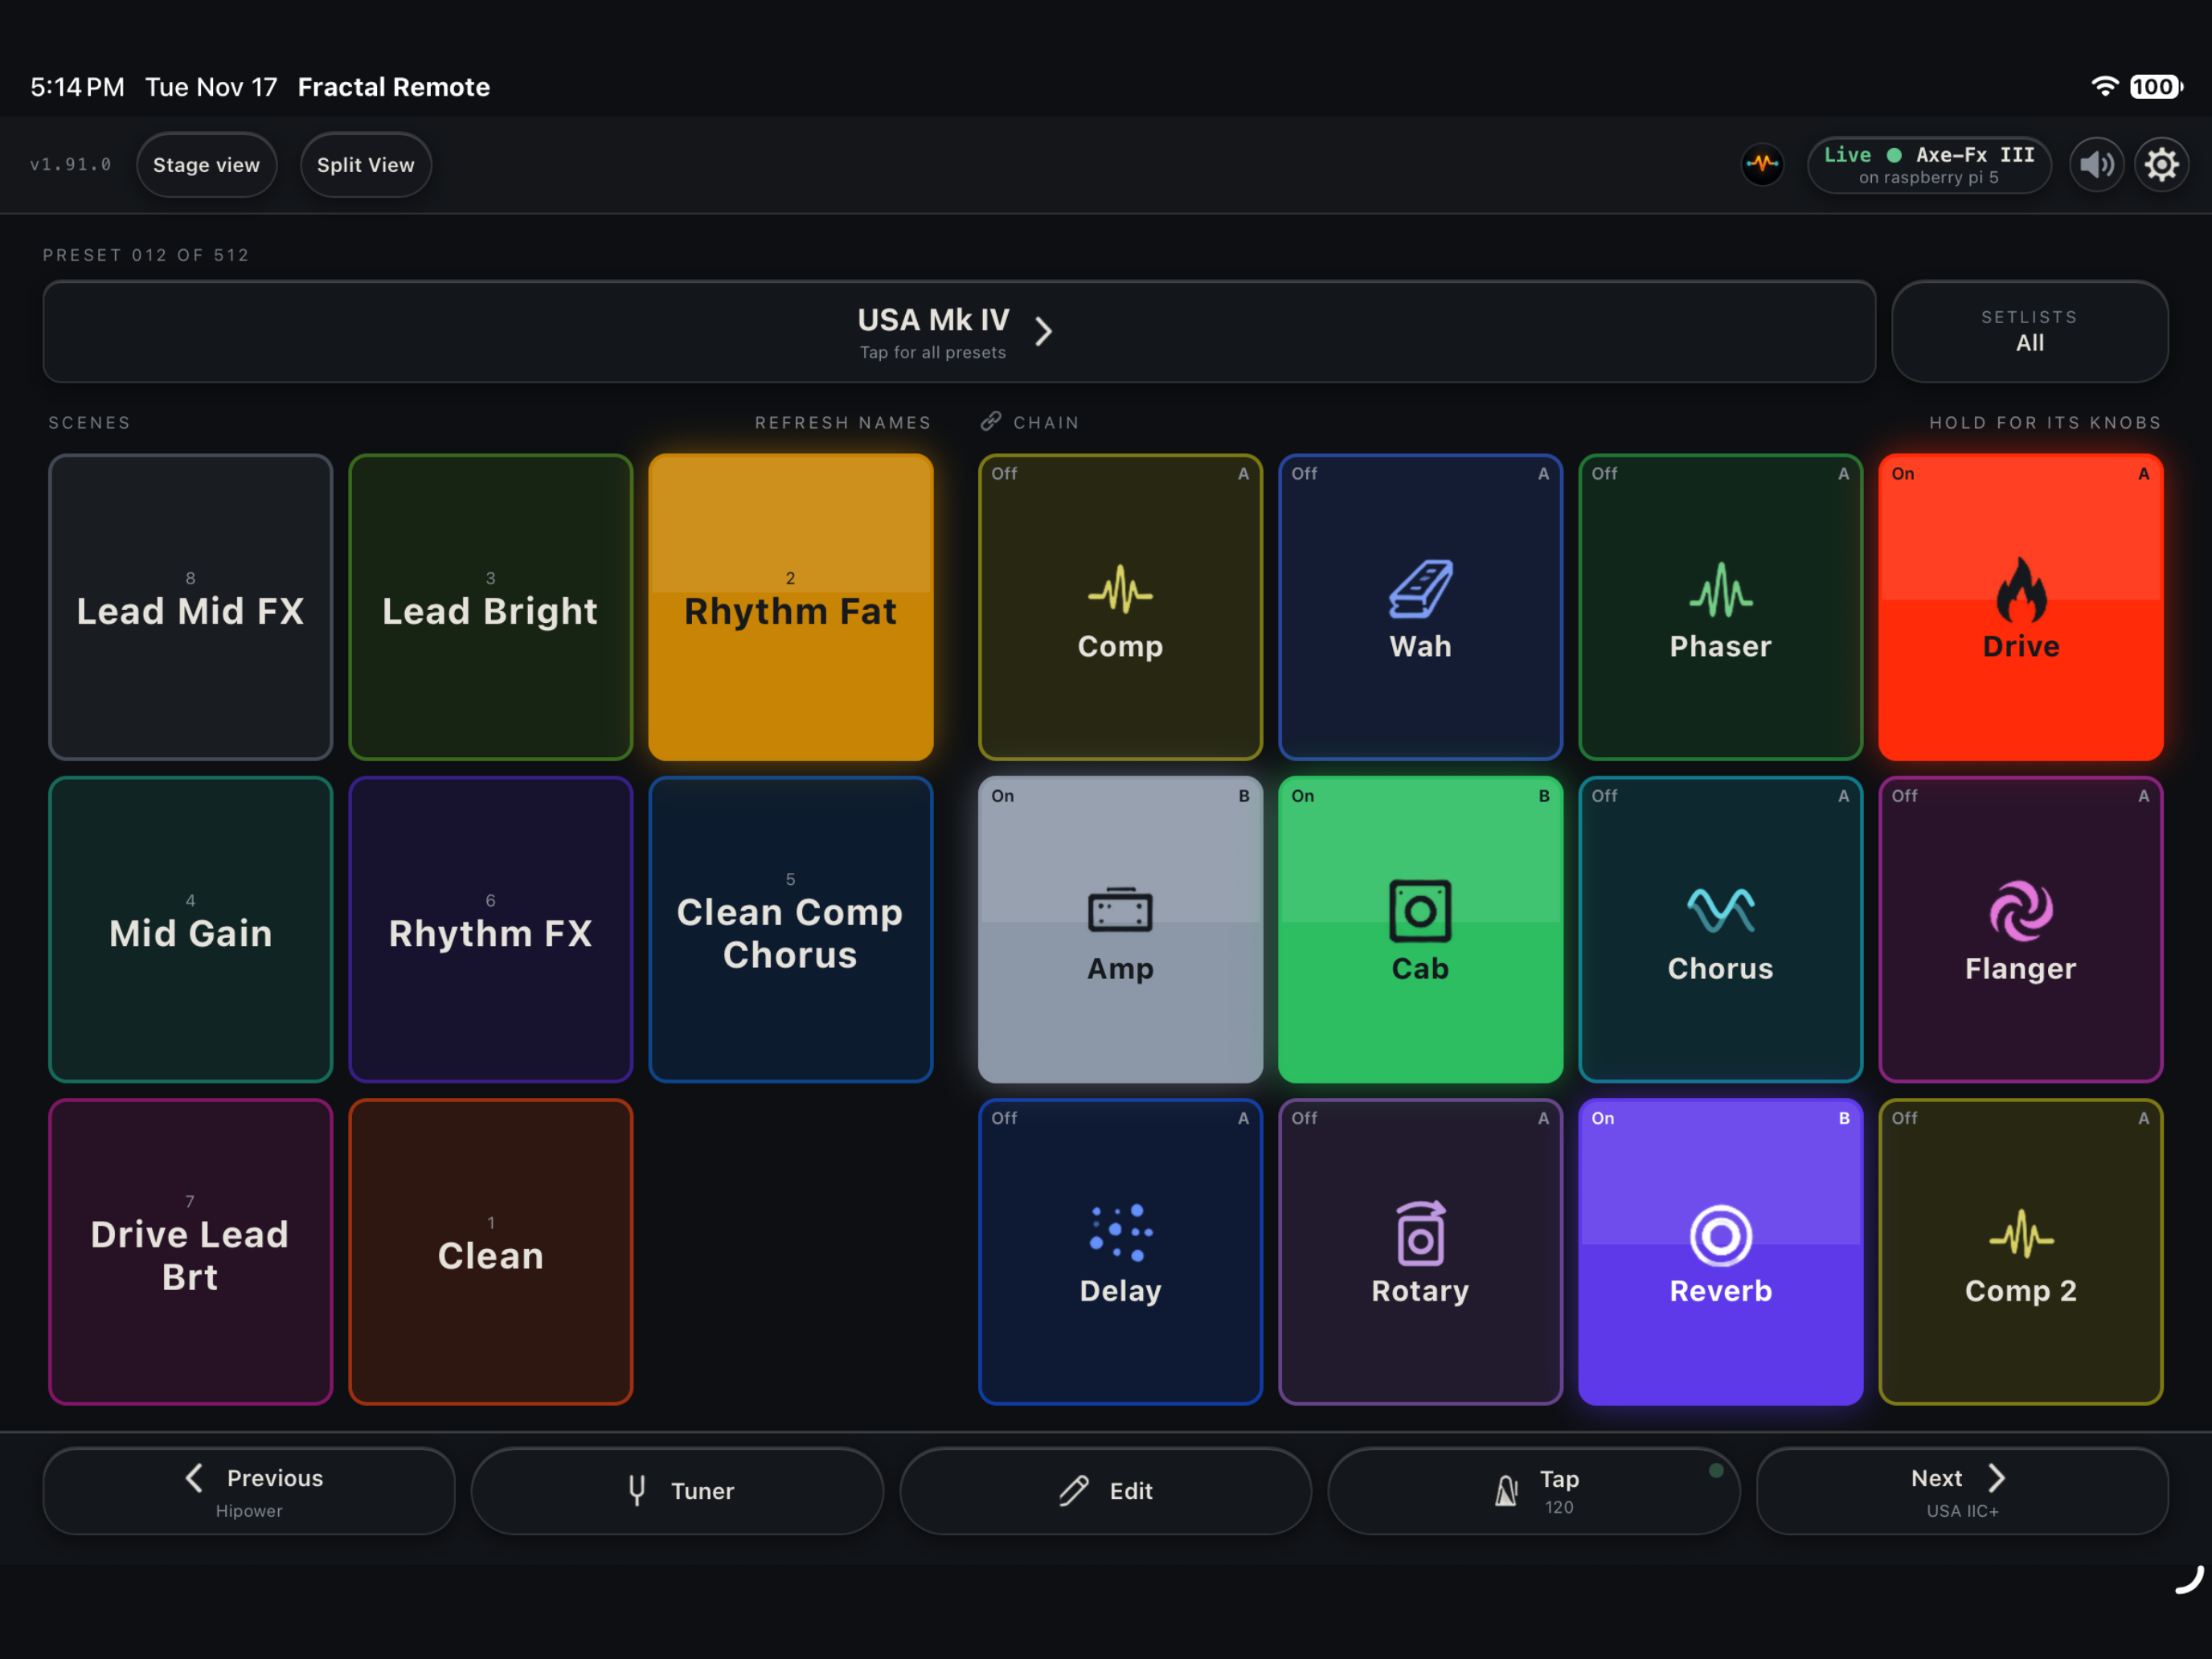 5:14 PM Tue Nov 17 Fractal Remote
100
v1.91.0
Stage view
Split View
Live
Axe-Fx III
on raspberry pi 5
PRESET 012 OF 512
USA Mk IV
Tap for all presets
SETLISTS
All
SCENES
REFRESH NAMES
8
Lead Mid FX
3
Lead Bright
2
Rhythm Fat
4
Mid Gain
6
Rhythm FX
5
Clean Comp
Chorus
7
Drive Lead
Brt
1
Clean
CHAIN
HOLD FOR ITS KNOBS
Off A
Comp
Off A
Wah
Off A
Phaser
On A
Drive
On B
Amp
On B
Cab
Off A
Chorus
Off A
Flanger
Off A
Delay
Off A
Rotary
On B
Reverb
Off A
Comp 2
Previous
Hipower
Tuner
Edit
Tap
120
Next
USA IIC+